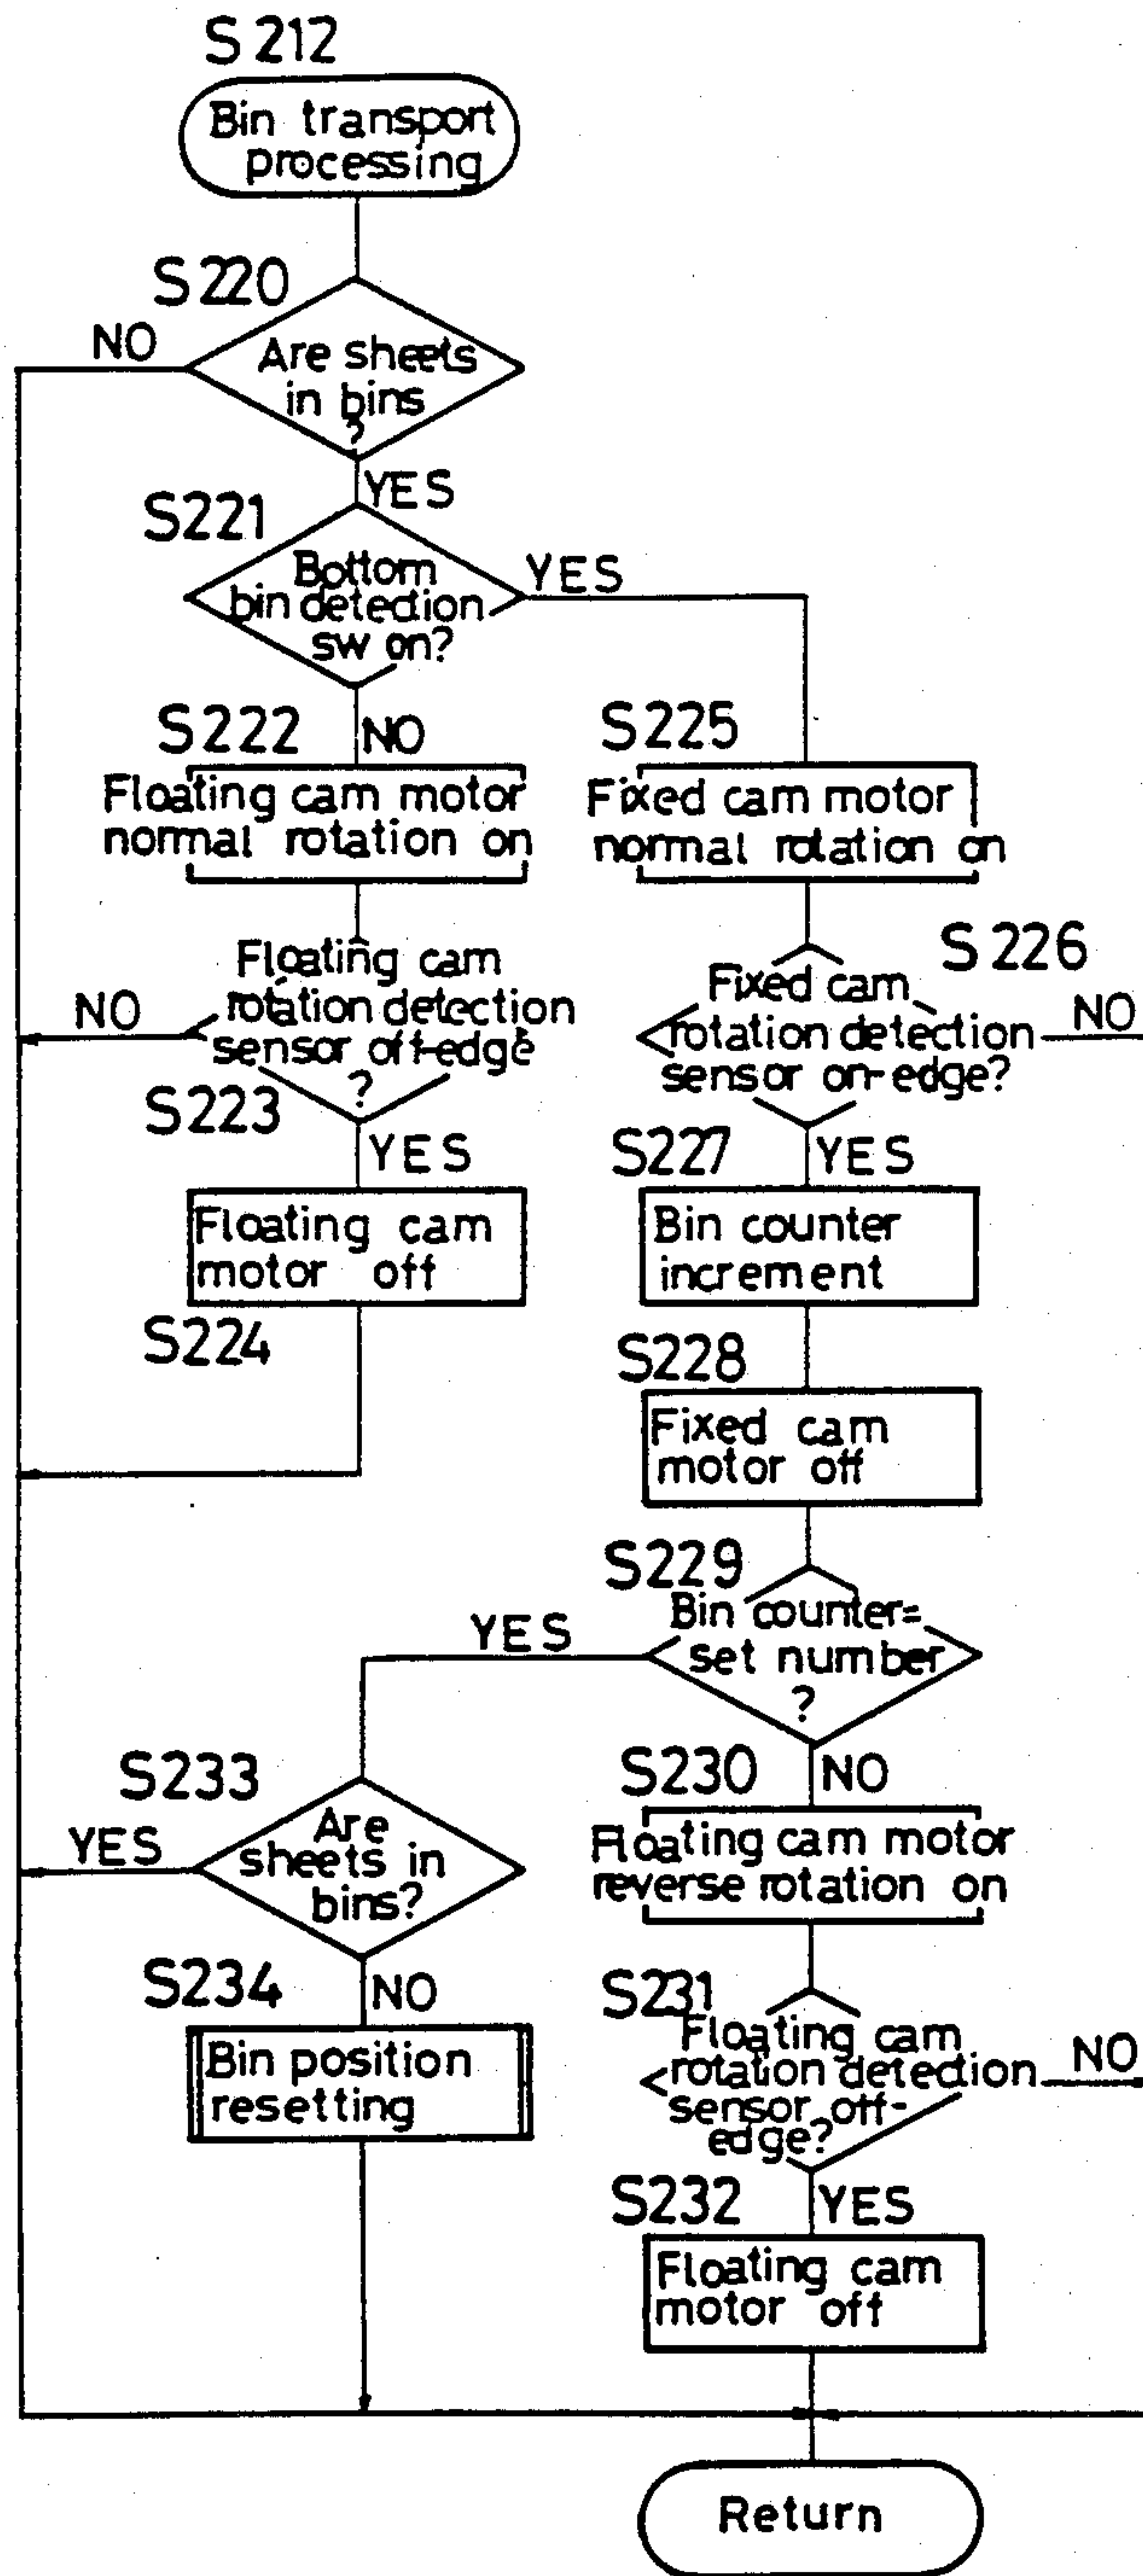 S212
Bin transport
processing
S220
NO
Are sheets
in bins
?
YES
S221
Bottom
bin detection
sw on?
YES
S222
NO
Floating cam motor
normal rotation on
S225
Fixed cam motor
normal rotation on
Floating cam
rotation detection
sensor off-edge
?
NO
S223
YES
S226
Fixed cam
rotation detection
sensor on-edge?
NO
S227
YES
Floating cam
motor off
S224
Bin counter
increment
S228
Fixed cam
motor off
S229
Bin counter=
set number
?
YES
S233
YES
Are
sheets in
bins?
S230
NO
Floating cam motor
reverse rotation on
S234
NO
Bin position
resetting
S231
Floating cam
rotation detection
sensor off-
edge?
NO
S232
YES
Floating cam
motor off
Return